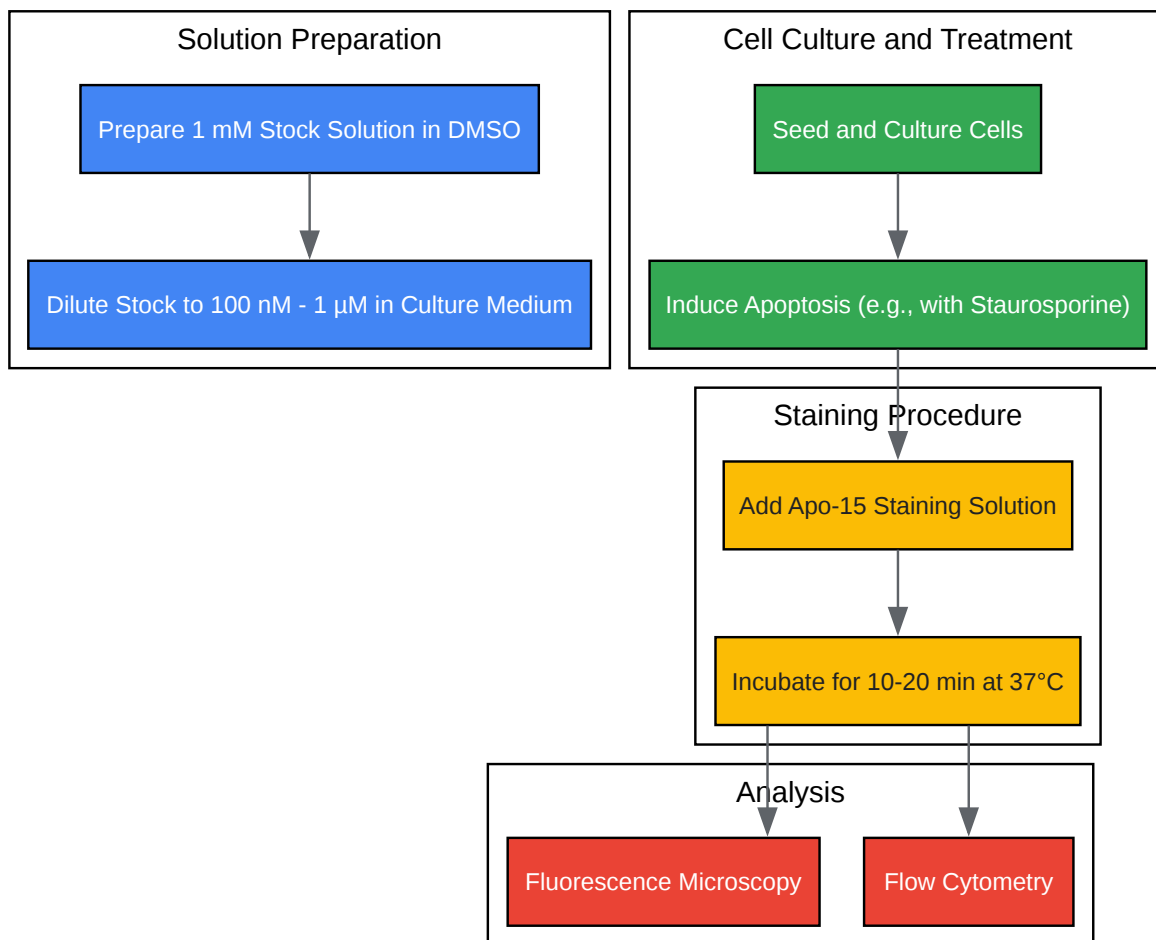 Solution Preparation
Prepare 1 mM Stock Solution in DMSO
Dilute Stock to 100 nM - 1 µM in Culture Medium
Cell Culture and Treatment
Seed and Culture Cells
Induce Apoptosis (e.g., with Staurosporine)
Staining Procedure
Add Apo-15 Staining Solution
Incubate for 10-20 min at 37°C
Analysis
Fluorescence Microscopy
Flow Cytometry